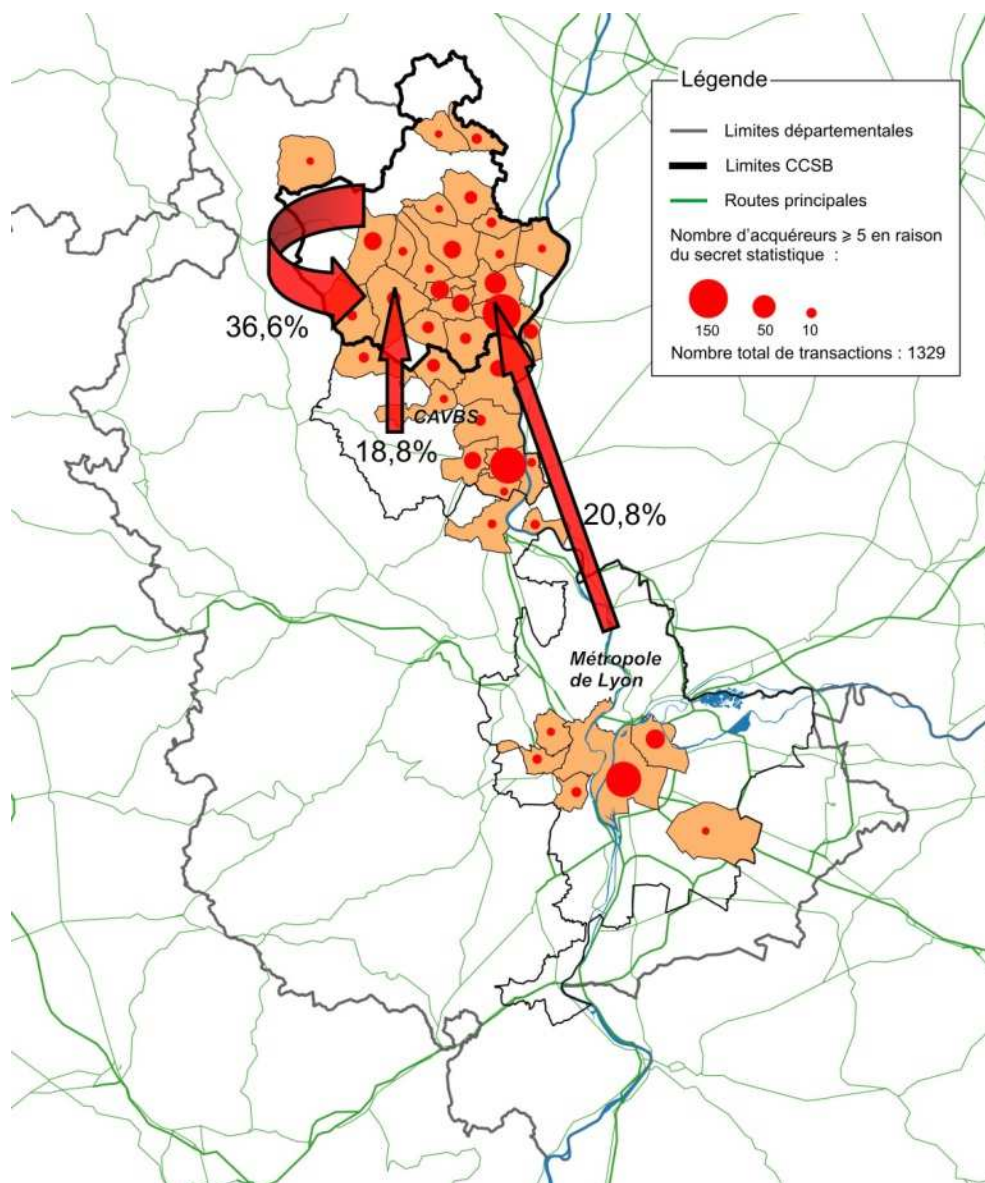 Légende
Limites départementales
Limites CCSB
Routes principales
Nombre d'acquéreurs ⩾ 5 en raison
du secret statistique :
150
50
10
Nombre total de transactions : 1329
36,6%
CAVBS
18,8%
20,8%
Métropole
de Lyon